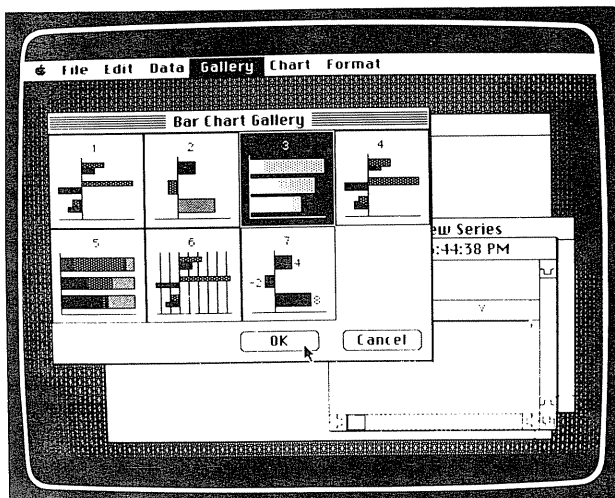 File Edit Data Gallery Chart Format
Bar Chart Gallery
1 2 3 4
5 6 7
4
-2
8
OK Cancel
ew Series
:44:38 PM